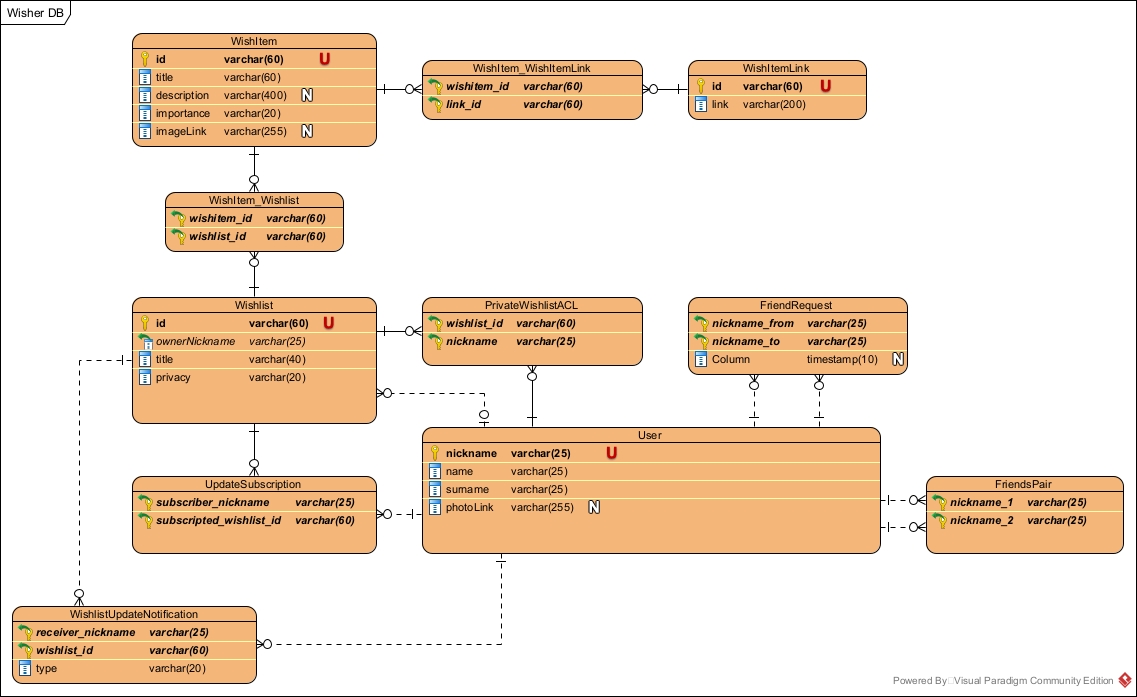 Wisher DB
WishItem
id varchar(60) U
title varchar(60)
description varchar(400) N
importance varchar(20)
imageLink varchar(255) N
WishItem_WishItemLink
wishitem_id varchar(60)
link_id varchar(60)
WishItemLink
id varchar(60) U
link varchar(200)
WishItem_Wishlist
wishitem_id varchar(60)
wishlist_id varchar(60)
Wishlist
id varchar(60) U
ownerNickname varchar(25)
title varchar(40)
privacy varchar(20)
PrivateWishlistACL
wishlist_id varchar(60)
nickname varchar(25)
FriendRequest
nickname_from varchar(25)
nickname_to varchar(25)
Column timestamp(10) N
User
nickname varchar(25) U
name varchar(25)
surname varchar(25)
photoLink varchar(255) N
UpdateSubscription
subscriber_nickname varchar(25)
subscripted_wishlist_id varchar(60)
FriendsPair
nickname_1 varchar(25)
nickname_2 varchar(25)
WishlistUpdateNotification
receiver_nickname varchar(25)
wishlist_id varchar(60)
type varchar(20)
Powered By Visual Paradigm Community Edition